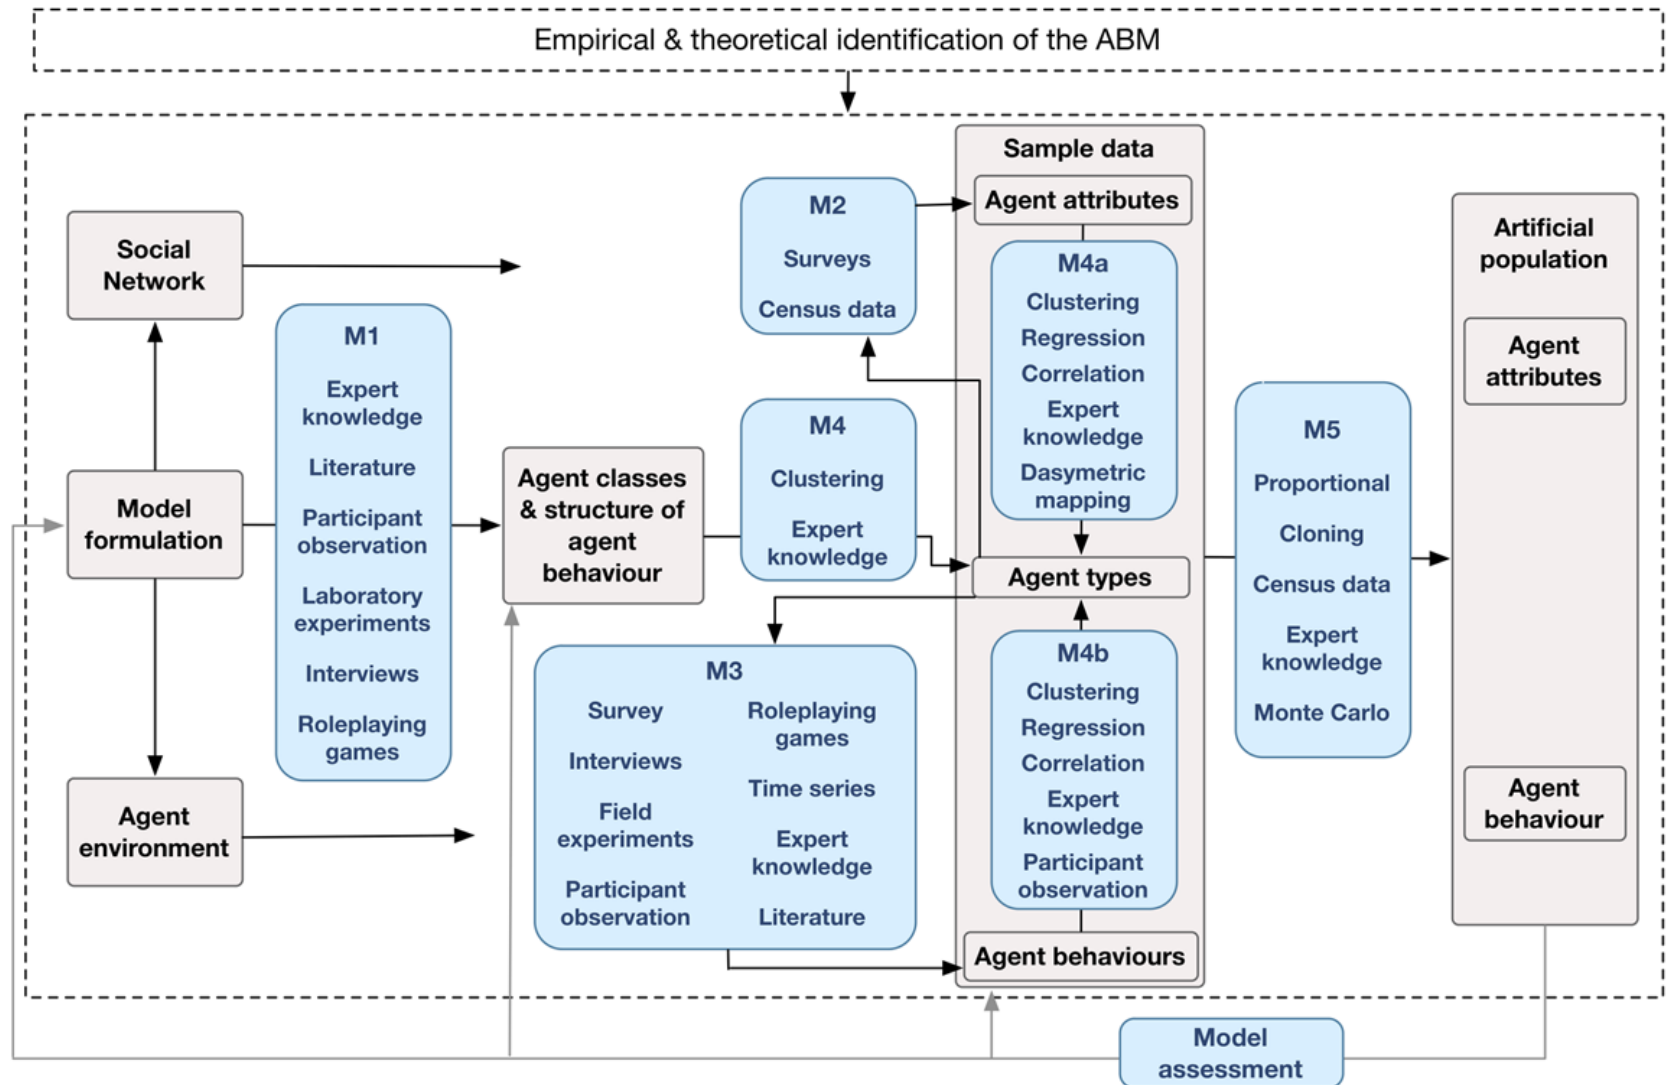 Empirical & theoretical identification of the ABM
Social
Network
Model
formulation
Agent
environment
M1
Expert
knowledge
Literature
Participant
observation
Laboratory
experiments
Interviews
Roleplaying
games
Agent classes
& structure of
agent
behaviour
M2
Surveys
Census data
M4
Clustering
Expert
knowledge
M3
Survey
Interviews
Field
experiments
Participant
observation
Roleplaying
games
Time series
Expert
knowledge
Literature
Sample data
Agent attributes
M4a
Clustering
Regression
Correlation
Expert
knowledge
Dasymetric
mapping
Agent types
M4b
Clustering
Regression
Correlation
Expert
knowledge
Participant
observation
Agent behaviours
M5
Proportional
Cloning
Census data
Expert
knowledge
Monte Carlo
Artificial
population
Agent
attributes
Agent
behaviour
Model
assessment